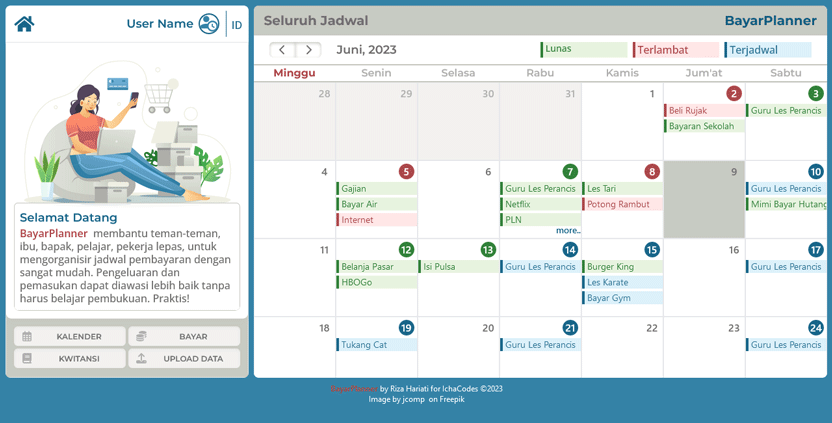 User Name ID
Selamat Datang
BayarPlanner membantu teman-teman,
ibu, bapak, pelajar, pekerja lepas, untuk
mengorganisir jadwal pembayaran dengan
sangat mudah. Pengeluaran dan
pemasukan dapat diawasi lebih baik tanpa
harus belajar pembukuan. Praktis!
KALENDER BAYAR
KWITANSI UPLOAD DATA
Seluruh Jadwal BayarPlanner
Juni, 2023 Lunas Terlambat Terjadwal
Minggu Senin Selasa Rabu Kamis Jum'at Sabtu
28 29 30 31 1 2 3
Beli Rujak Guru Les Perancis
Bayaran Sekolah
4 5 6 7 8 9 10
Gajian Guru Les Perancis Les Tari Guru Les Perancis
Bayar Air Netflix Potong Rambut Mimi Bayar Hutang
Internet PLN
more..
11 12 13 14 15 16 17
Belanja Pasar Isi Pulsa Guru Les Perancis Burger King Guru Les Perancis
HBOGo Les Karate
Bayar Gym
18 19 20 21 22 23 24
Tukang Cat Guru Les Perancis Guru Les Perancis
BayarPlanner by Riza Hariati for IchaCodes ©2023
Image by jcomp on Freepik